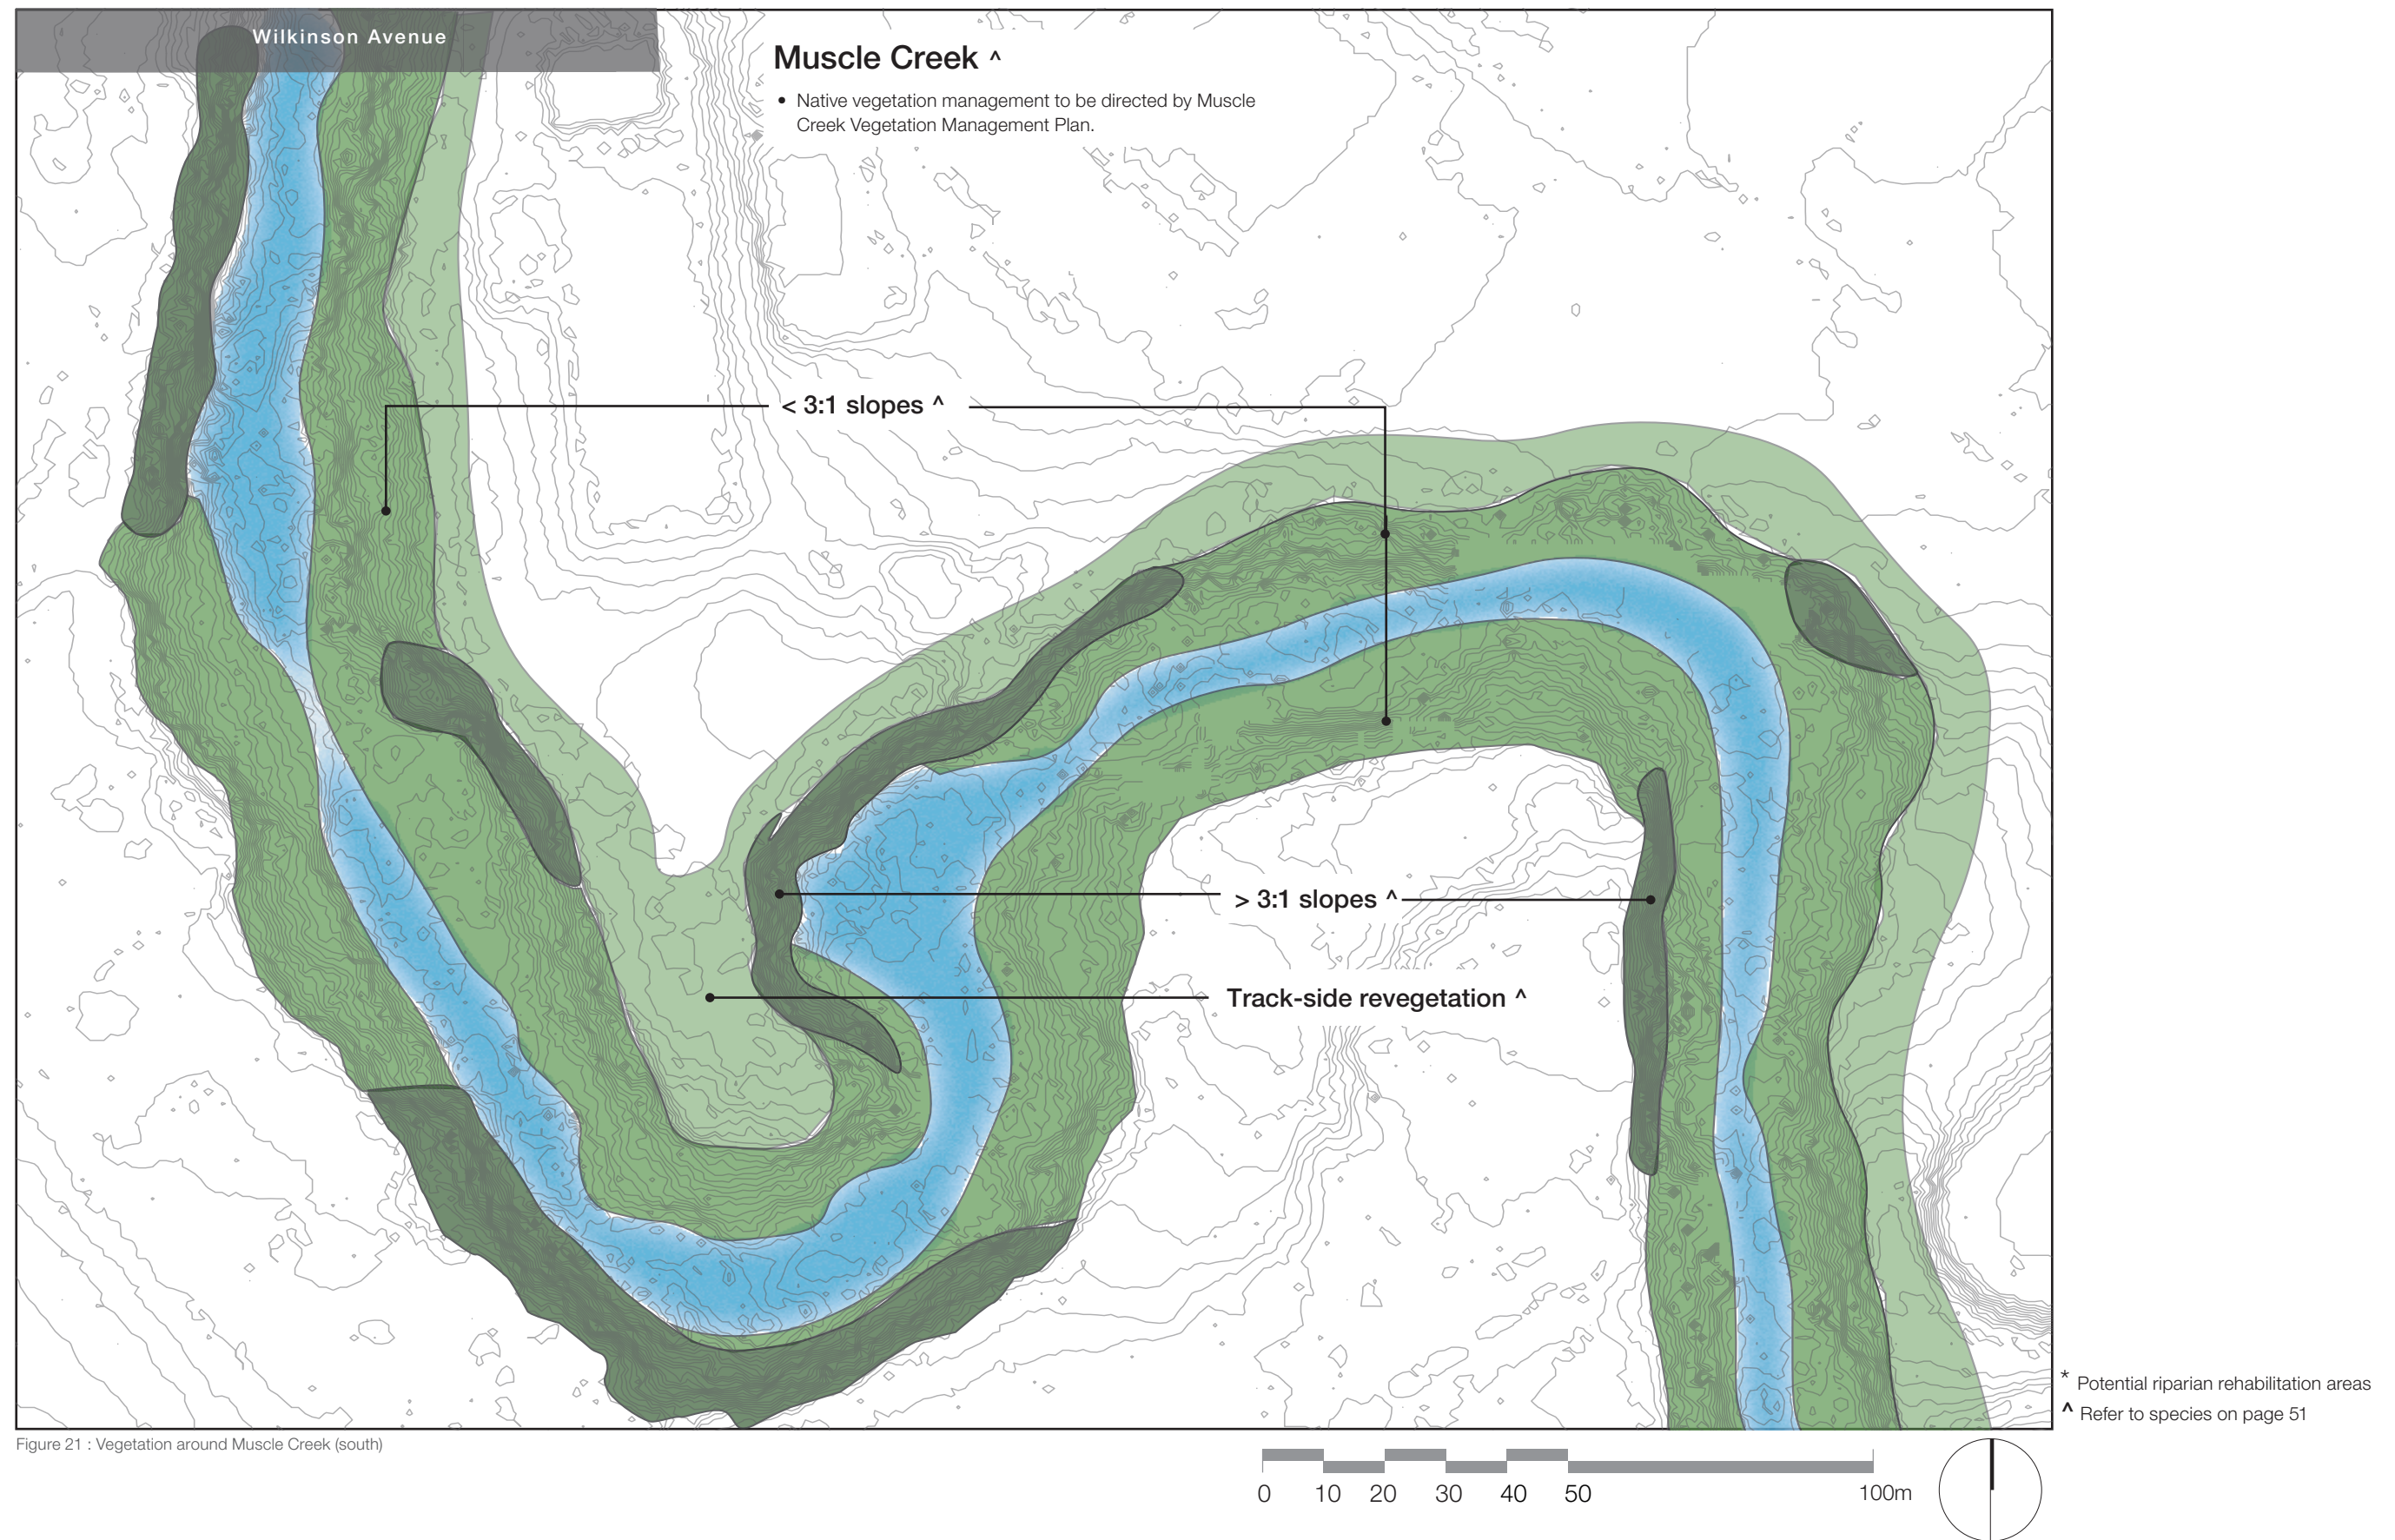 Wilkinson Avenue
Muscle Creek ^
• Native vegetation management to be directed by Muscle
Creek Vegetation Management Plan.
< 3:1 slopes ^
> 3:1 slopes ^
Track-side revegetation ^
* Potential riparian rehabilitation areas
^ Refer to species on page 51
Figure 21 : Vegetation around Muscle Creek (south)
0 10 20 30 40 50 100m